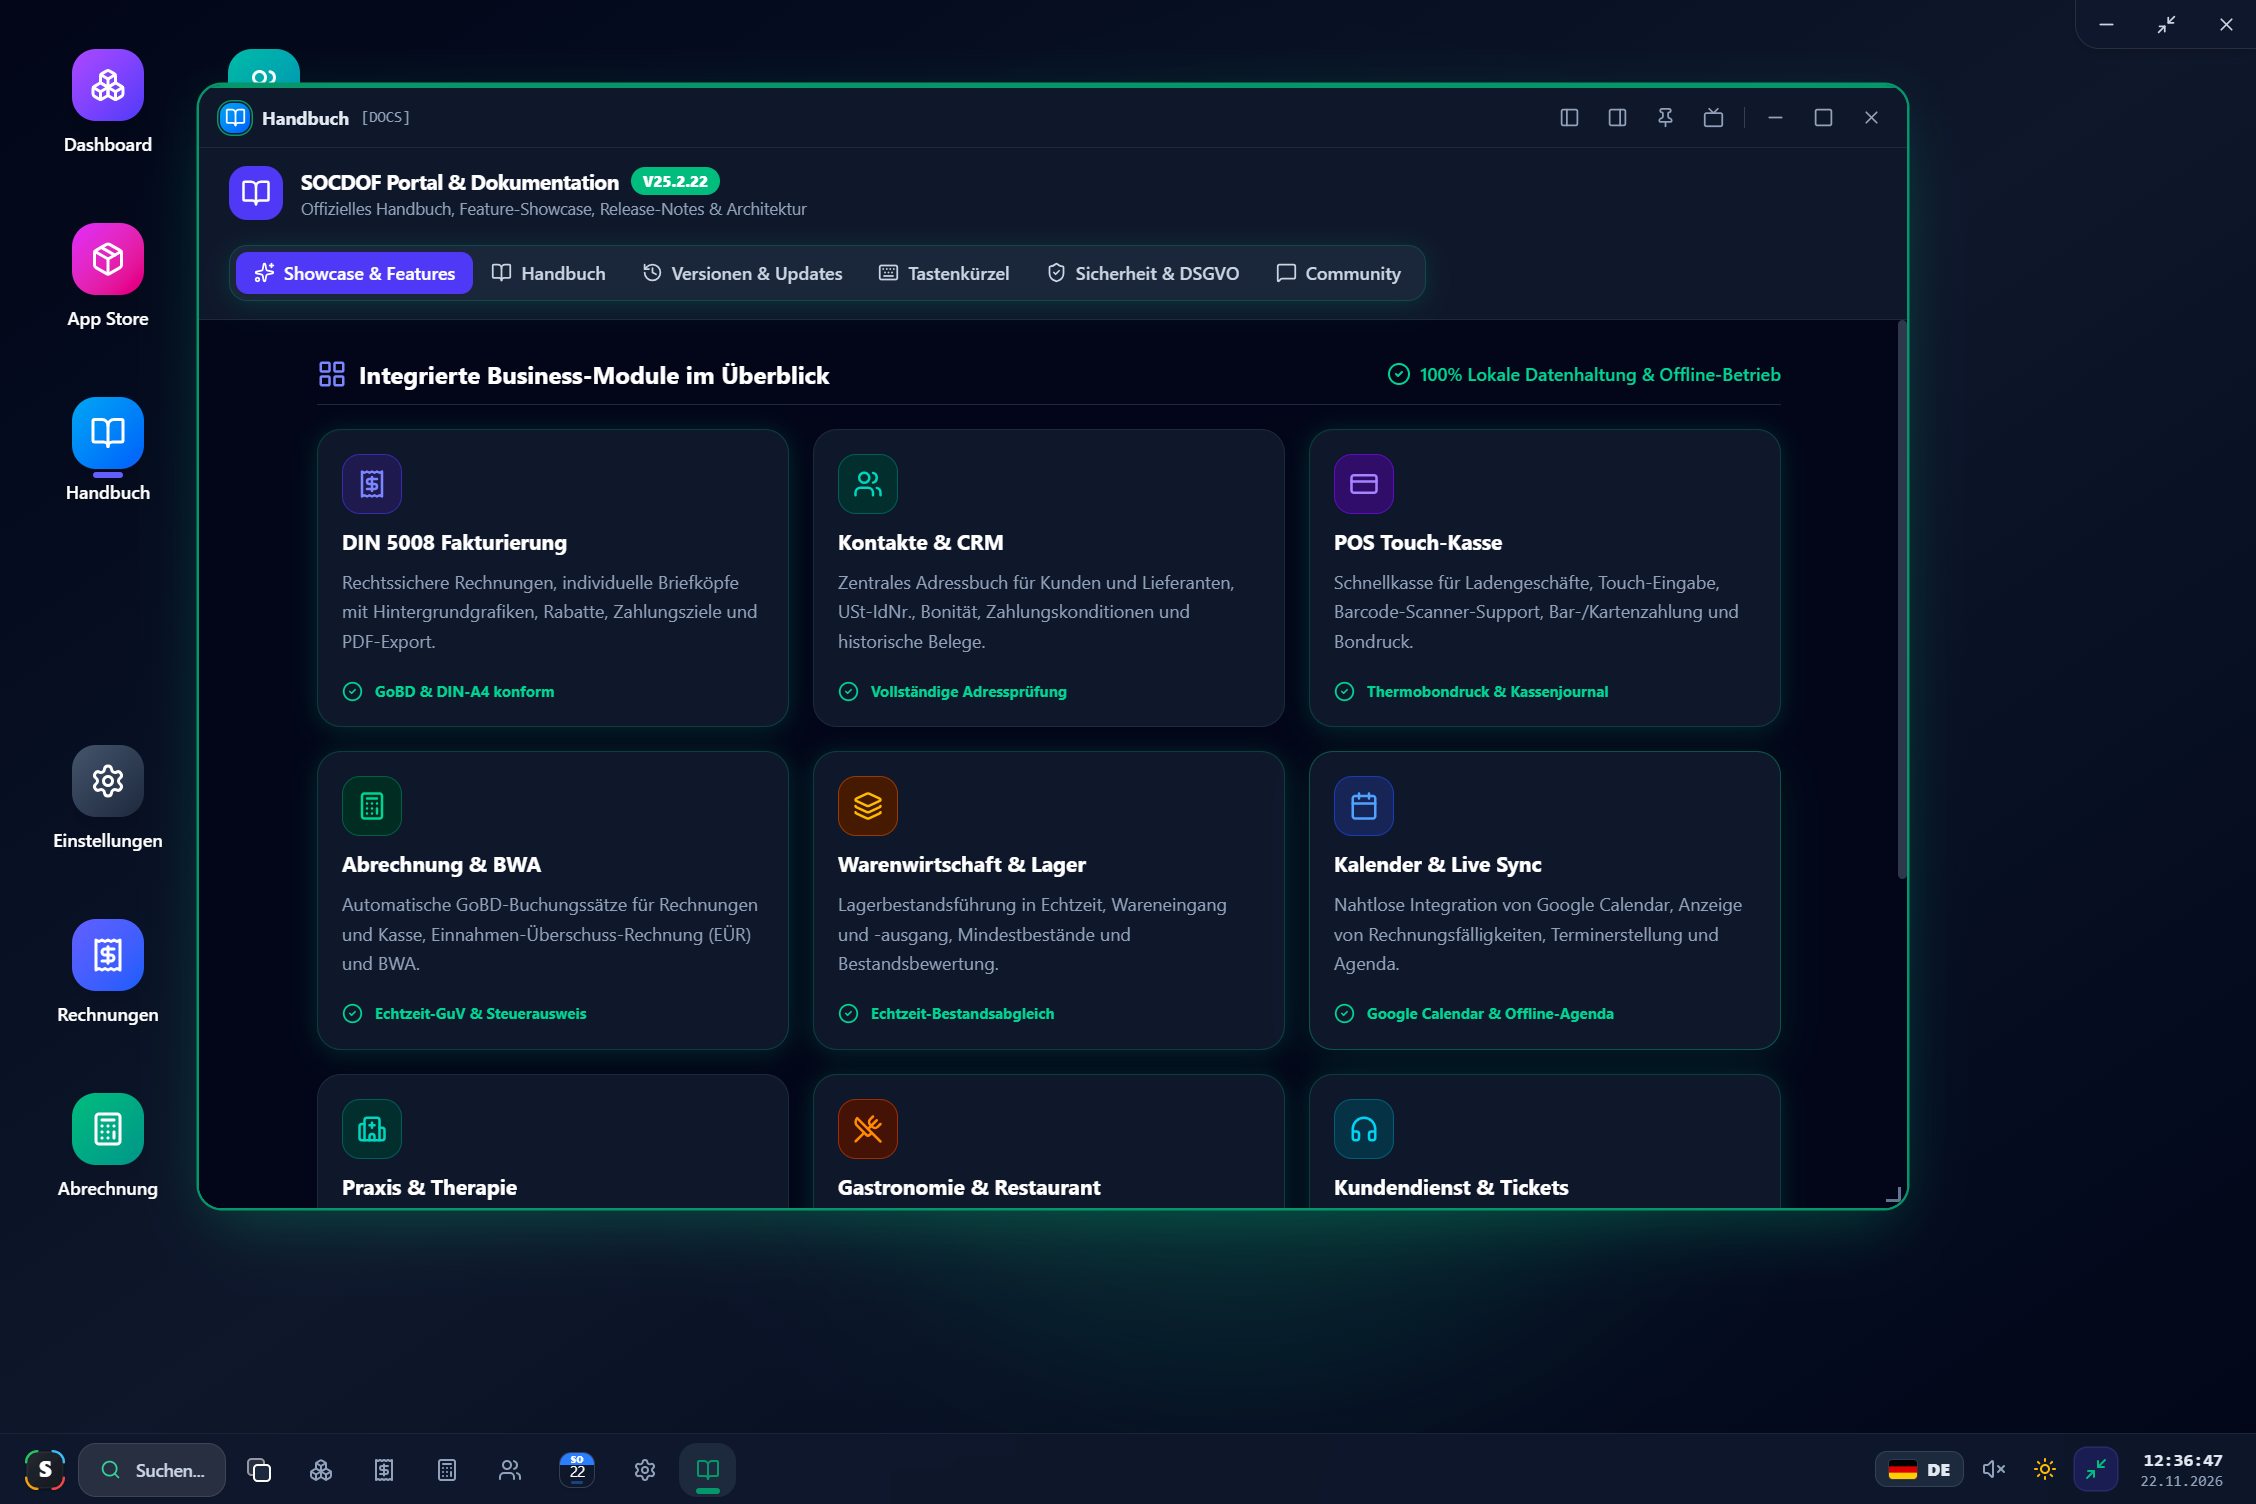 Dashboard
App Store
Handbuch
Einstellungen
Rechnungen
Abrechnung
Handbuch [DOCS]
SOCDOF Portal & Dokumentation V25.2.22
Offizielles Handbuch, Feature-Showcase, Release-Notes & Architektur
Showcase & Features Handbuch Versionen & Updates Tastenkürzel Sicherheit & DSGVO Community
Integrierte Business-Module im Überblick
100% Lokale Datenhaltung & Offline-Betrieb
DIN 5008 Fakturierung
Rechtssichere Rechnungen, individuelle Briefköpfe
mit Hintergrundgrafiken, Rabatte, Zahlungsziele und
PDF-Export.
GoBD & DIN-A4 konform
Kontakte & CRM
Zentrales Adressbuch für Kunden und Lieferanten,
USt-IdNr., Bonität, Zahlungskonditionen und
historische Belege.
Vollständige Adressprüfung
POS Touch-Kasse
Schnellkasse für Ladengeschäfte, Touch-Eingabe,
Barcode-Scanner-Support, Bar-/Kartenzahlung und
Bondruck.
Thermobondruck & Kassenjournal
Abrechnung & BWA
Automatische GoBD-Buchungssätze für Rechnungen
und Kasse, Einnahmen-Überschuss-Rechnung (EÜR)
und BWA.
Echtzeit-GuV & Steuerausweis
Warenwirtschaft & Lager
Lagerbestandsführung in Echtzeit, Wareneingang
und -ausgang, Mindestbestände und
Bestandsbewertung.
Echtzeit-Bestandsabgleich
Kalender & Live Sync
Nahtlose Integration von Google Calendar, Anzeige
von Rechnungsfälligkeiten, Terminerstellung und
Agenda.
Google Calendar & Offline-Agenda
Praxis & Therapie
Gastronomie & Restaurant
Kundendienst & Tickets
S
Suchen...
SO
22
DE
12:36:47
22.11.2026